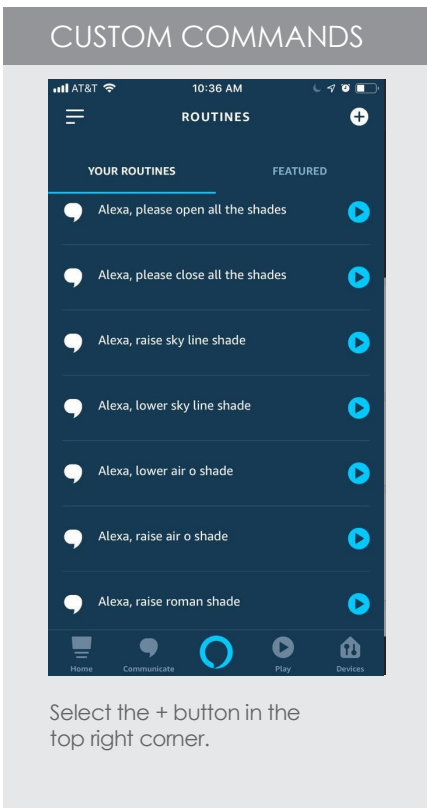 CUSTOM COMMANDS
AT&T 10:36 AM
ROUTINES
YOUR ROUTINES FEATURED
Alexa, please open all the shades
Alexa, please close all the shades
Alexa, raise sky line shade
Alexa, lower sky line shade
Alexa, lower air o shade
Alexa, raise air o shade
Alexa, raise roman shade
Home Communicate Play Devices
Select the + button in the
top right corner.